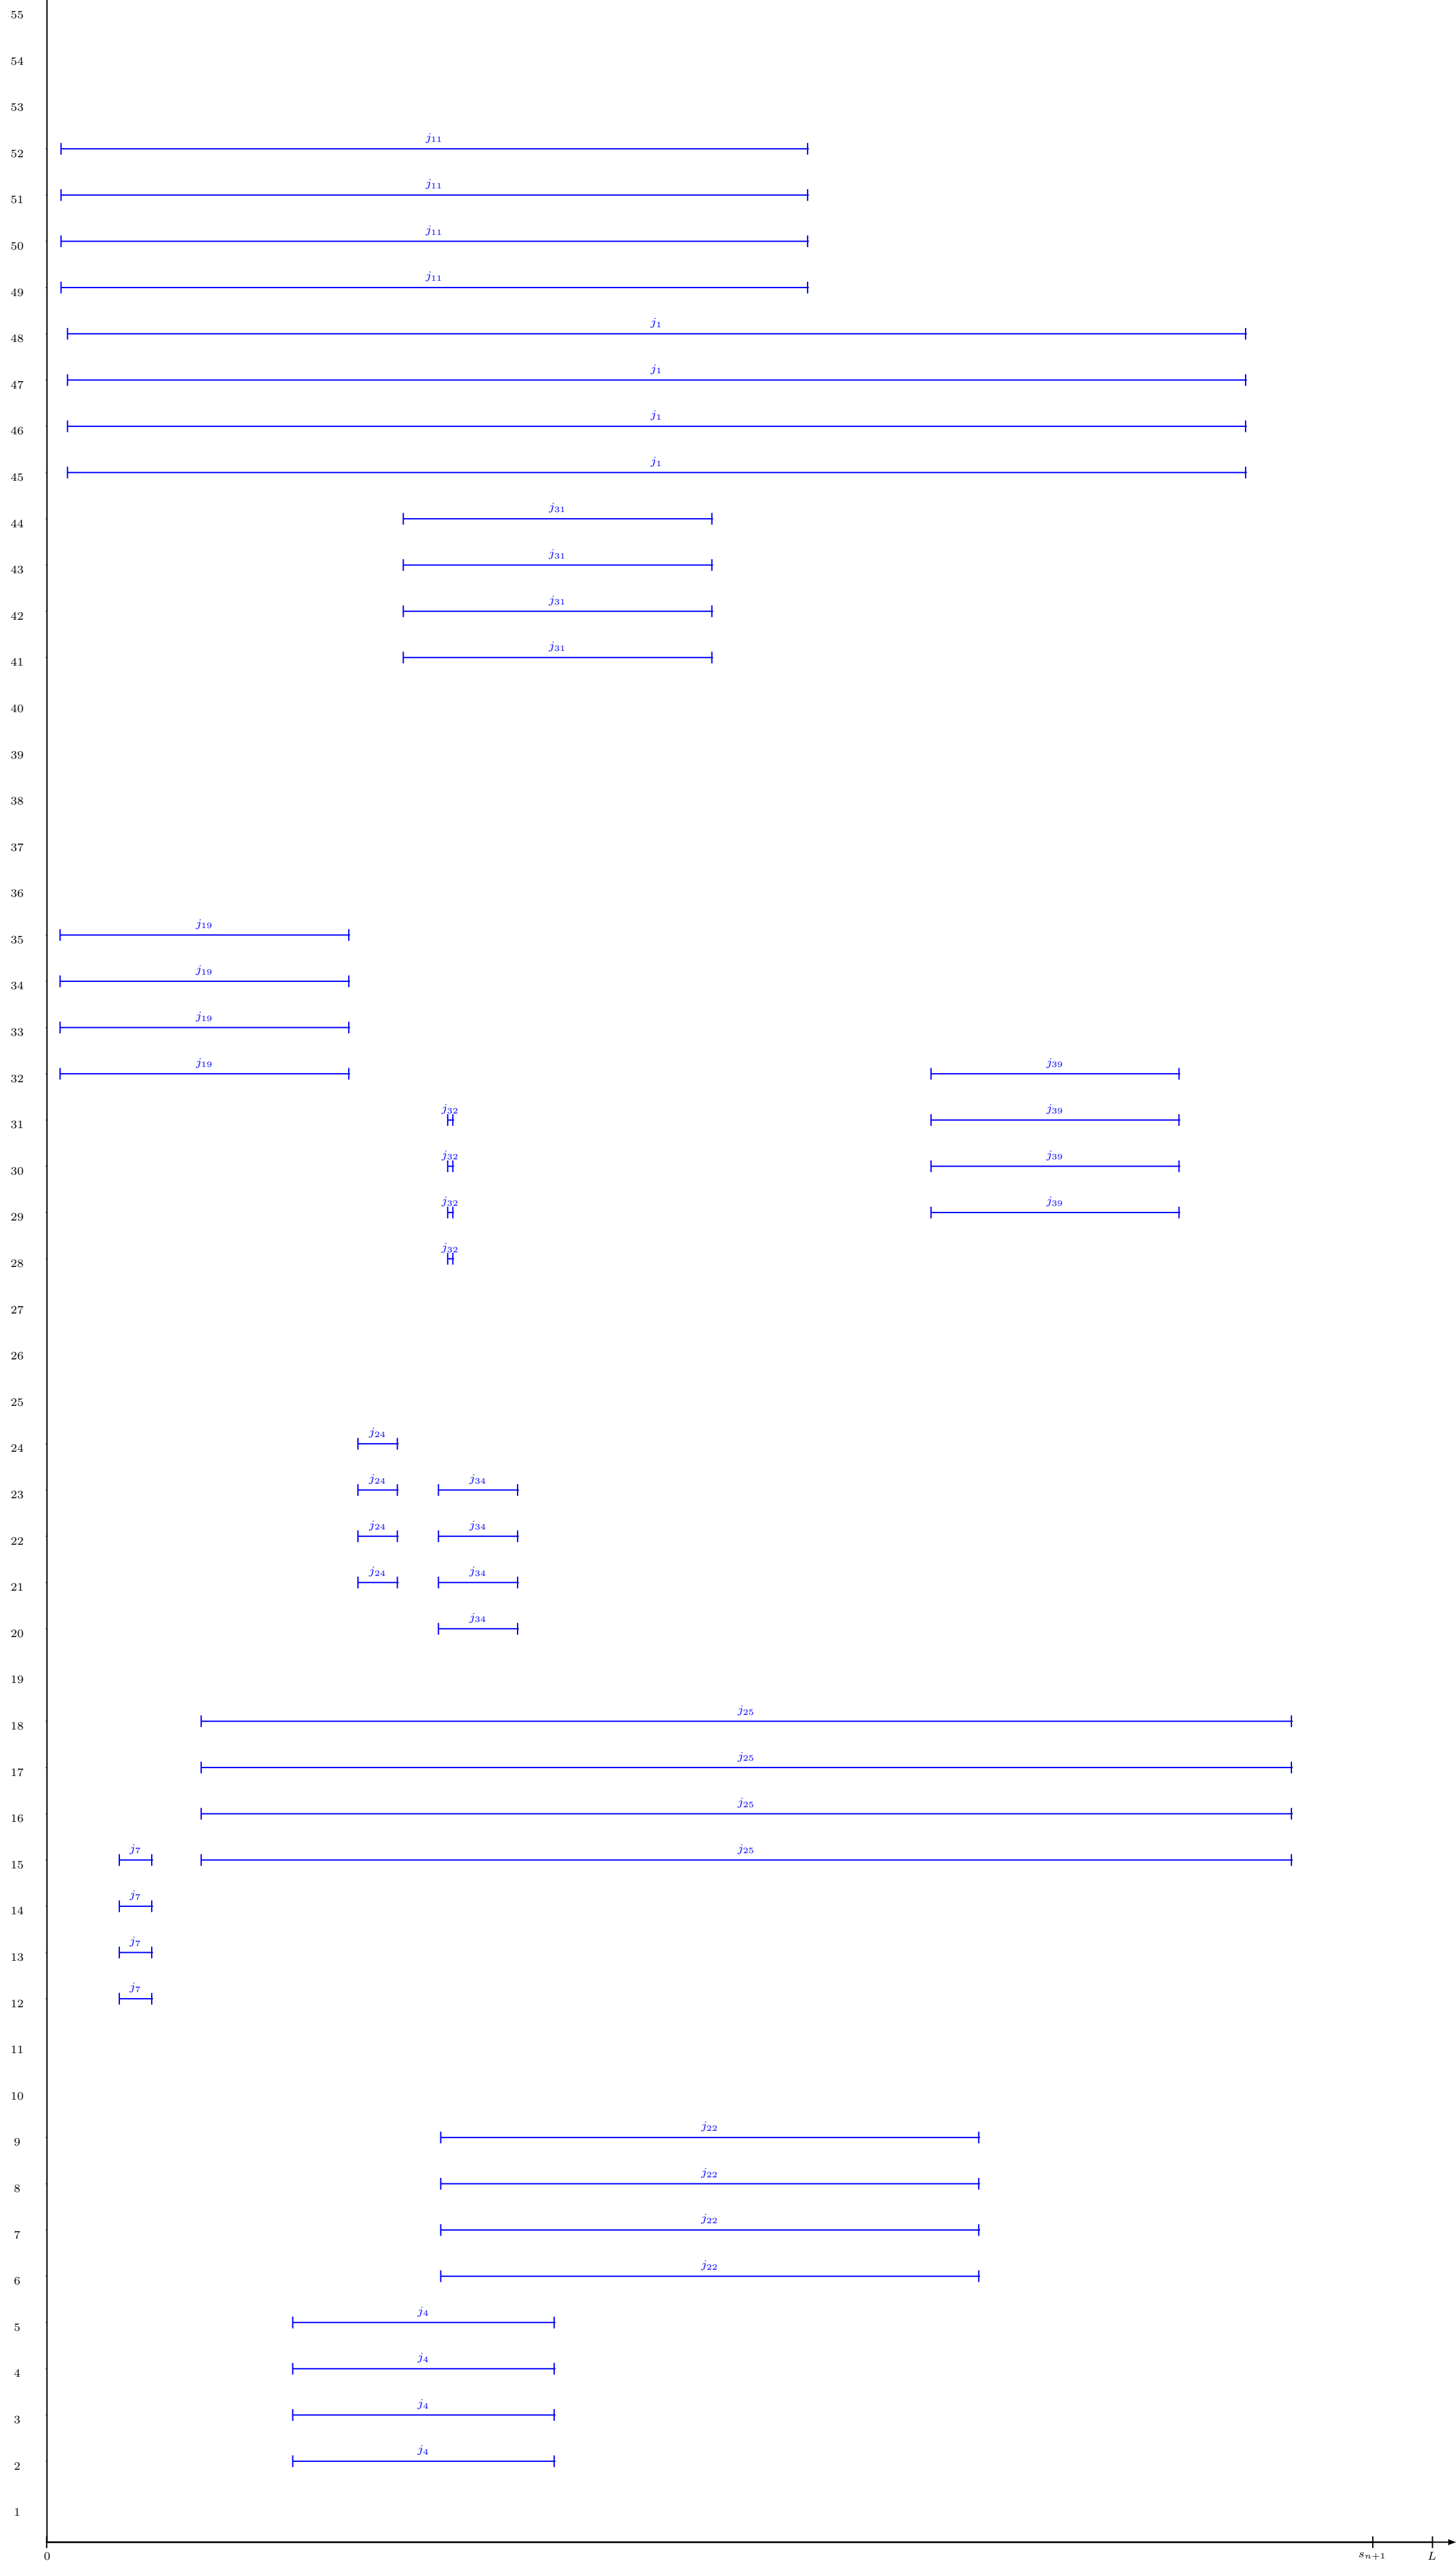 55
54
53
j₁₁
52
j₁₁
51
j₁₁
50
j₁₁
49
j₁
48
j₁
47
j₁
46
j₁
45
j₃₁
44
j₃₁
43
j₃₁
42
j₃₁
41
40
39
38
37
36
j₁₉
35
j₁₉
34
j₁₉
33
j₁₉ j₃₉
32
j₃₂ j₃₉
31
j₃₂ j₃₉
30
j₃₂ j₃₉
29
j₃₂
28
27
26
25
j₂₄
24
j₂₄ j₃₄
23
j₂₄ j₃₄
22
j₂₄ j₃₄
21
j₃₄
20
19
j₂₅
18
j₂₅
17
j₂₅
16
j₇ j₂₅
15
j₇
14
j₇
13
j₇
12
11
10
j₂₂
9
j₂₂
8
j₂₂
7
j₂₂
6
j₄
5
j₄
4
j₄
3
j₄
2
1
0 sₙ₊₁ L